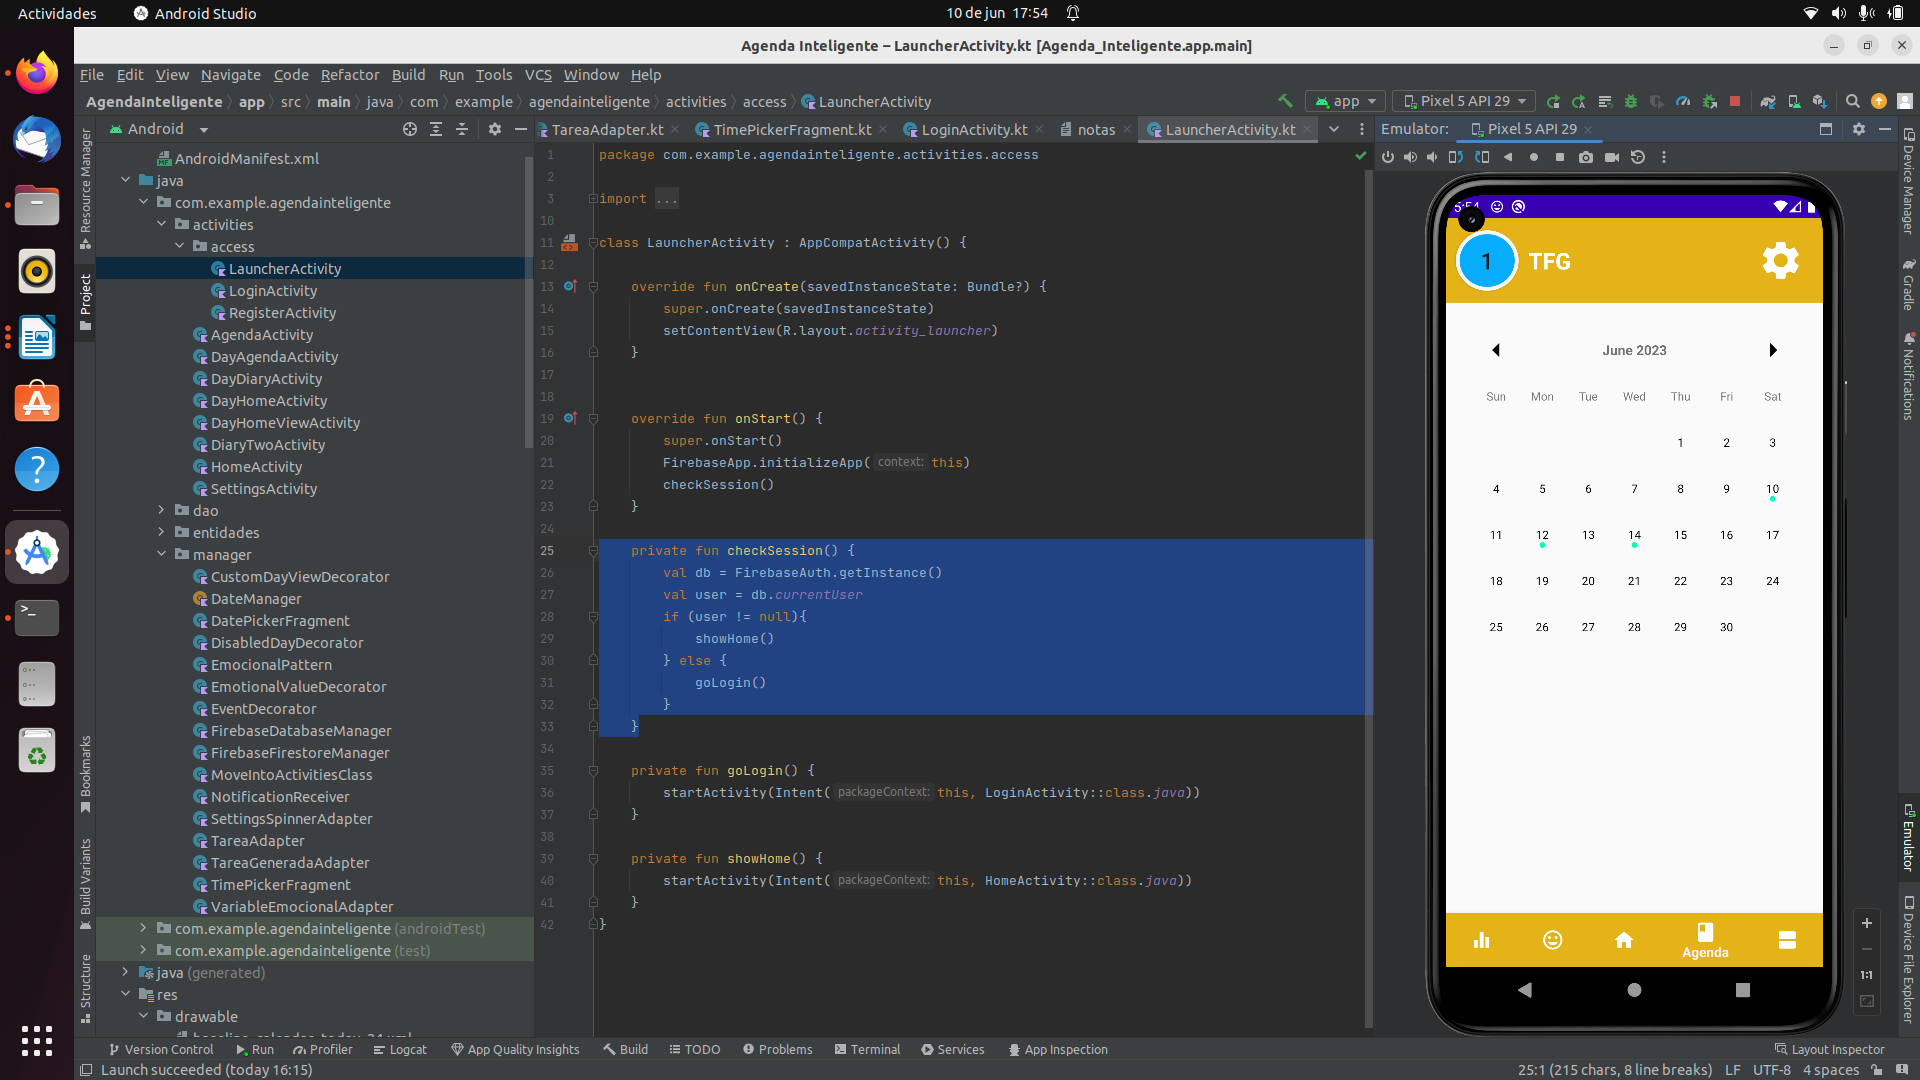 Actividades
Android Studio
10 de jun 17:54
Agenda Inteligente – LauncherActivity.kt [Agenda_Inteligente.app.main]
File Edit View Navigate Code Refactor Build Run Tools VCS Window Help
AgendaInteligente app src main java com example agendainteligente activities access LauncherActivity
app
Pixel 5 API 29
Resource Manager
Project
Bookmarks
Build Variants
Structure
Android
AndroidManifest.xml
java
com.example.agendainteligente
activities
access
LauncherActivity
LoginActivity
RegisterActivity
AgendaActivity
DayAgendaActivity
DayDiaryActivity
DayHomeActivity
DayHomeViewActivity
DiaryTwoActivity
HomeActivity
SettingsActivity
dao
entidades
manager
CustomDayViewDecorator
DateManager
DatePickerFragment
DisabledDayDecorator
EmocionalPattern
EmotionalValueDecorator
EventDecorator
FirebaseDatabaseManager
FirebaseFirestoreManager
MoveIntoActivitiesClass
NotificationReceiver
SettingsSpinnerAdapter
TareaAdapter
TareaGeneradaAdapter
TimePickerFragment
VariableEmocionalAdapter
com.example.agendainteligente (androidTest)
com.example.agendainteligente (test)
java (generated)
res
drawable
TareaAdapter.kt TimePickerFragment.kt LoginActivity.kt notas LauncherActivity.kt
1 package com.example.agendainteligente.activities.access
2
3 import ...
10
11 class LauncherActivity : AppCompatActivity() {
12
13 override fun onCreate(savedInstanceState: Bundle?) {
14 super.onCreate(savedInstanceState)
15 setContentView(R.layout.activity_launcher)
16 }
17
18
19 override fun onStart() {
20 super.onStart()
21 FirebaseApp.initializeApp( context: this)
22 checkSession()
23 }
24
25 private fun checkSession() {
26 val db = FirebaseAuth.getInstance()
27 val user = db.currentUser
28 if (user != null){
29 showHome()
30 } else {
31 goLogin()
32 }
33 }
34
35 private fun goLogin() {
36 startActivity(Intent( packageContext: this, LoginActivity::class.java))
37 }
38
39 private fun showHome() {
40 startActivity(Intent( packageContext: this, HomeActivity::class.java))
41 }
42 }
Emulator: Pixel 5 API 29
1 TFG
June 2023
Sun Mon Tue Wed Thu Fri Sat
1 2 3
4 5 6 7 8 9 10
11 12 13 14 15 16 17
18 19 20 21 22 23 24
25 26 27 28 29 30
Agenda
1:1
Device Manager
Gradle
Notifications
Emulator
Device File Explorer
Version Control Run Profiler Logcat App Quality Insights Build TODO Problems Terminal Services App Inspection Layout Inspector
Launch succeeded (today 16:15)
25:1 (215 chars, 8 line breaks) LF UTF-8 4 spaces